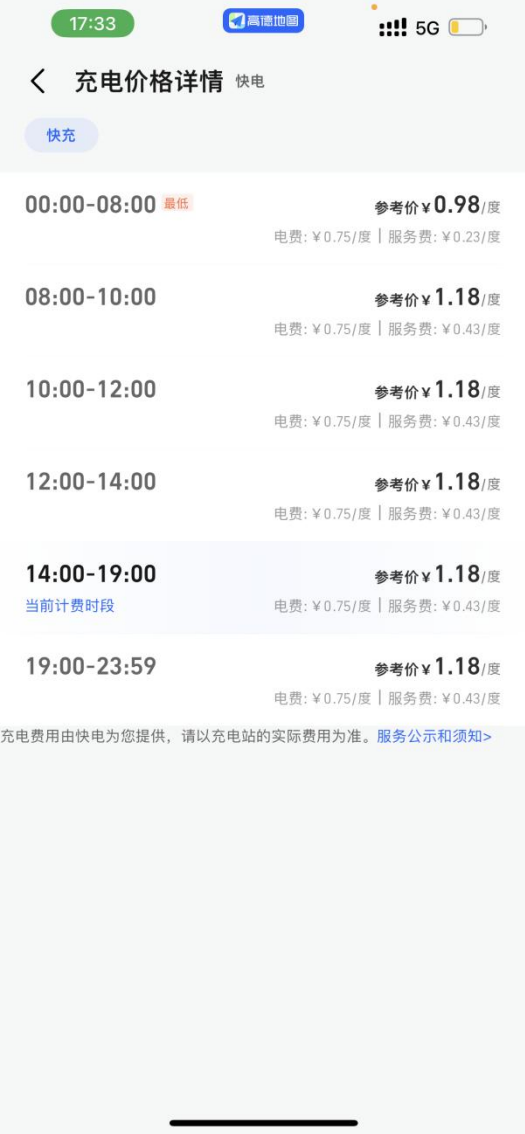 17:33
高德地图
5G
充电价格详情 快电
快充
00:00-08:00 最低 参考价¥0.98/度
电费:¥0.75/度 | 服务费:¥0.23/度
08:00-10:00 参考价¥1.18/度
电费:¥0.75/度 | 服务费:¥0.43/度
10:00-12:00 参考价¥1.18/度
电费:¥0.75/度 | 服务费:¥0.43/度
12:00-14:00 参考价¥1.18/度
电费:¥0.75/度 | 服务费:¥0.43/度
14:00-19:00 参考价¥1.18/度
当前计费时段 电费:¥0.75/度 | 服务费:¥0.43/度
19:00-23:59 参考价¥1.18/度
电费:¥0.75/度 | 服务费:¥0.43/度
充电费用由快电为您提供，请以充电站的实际费用为准。服务公示和须知>